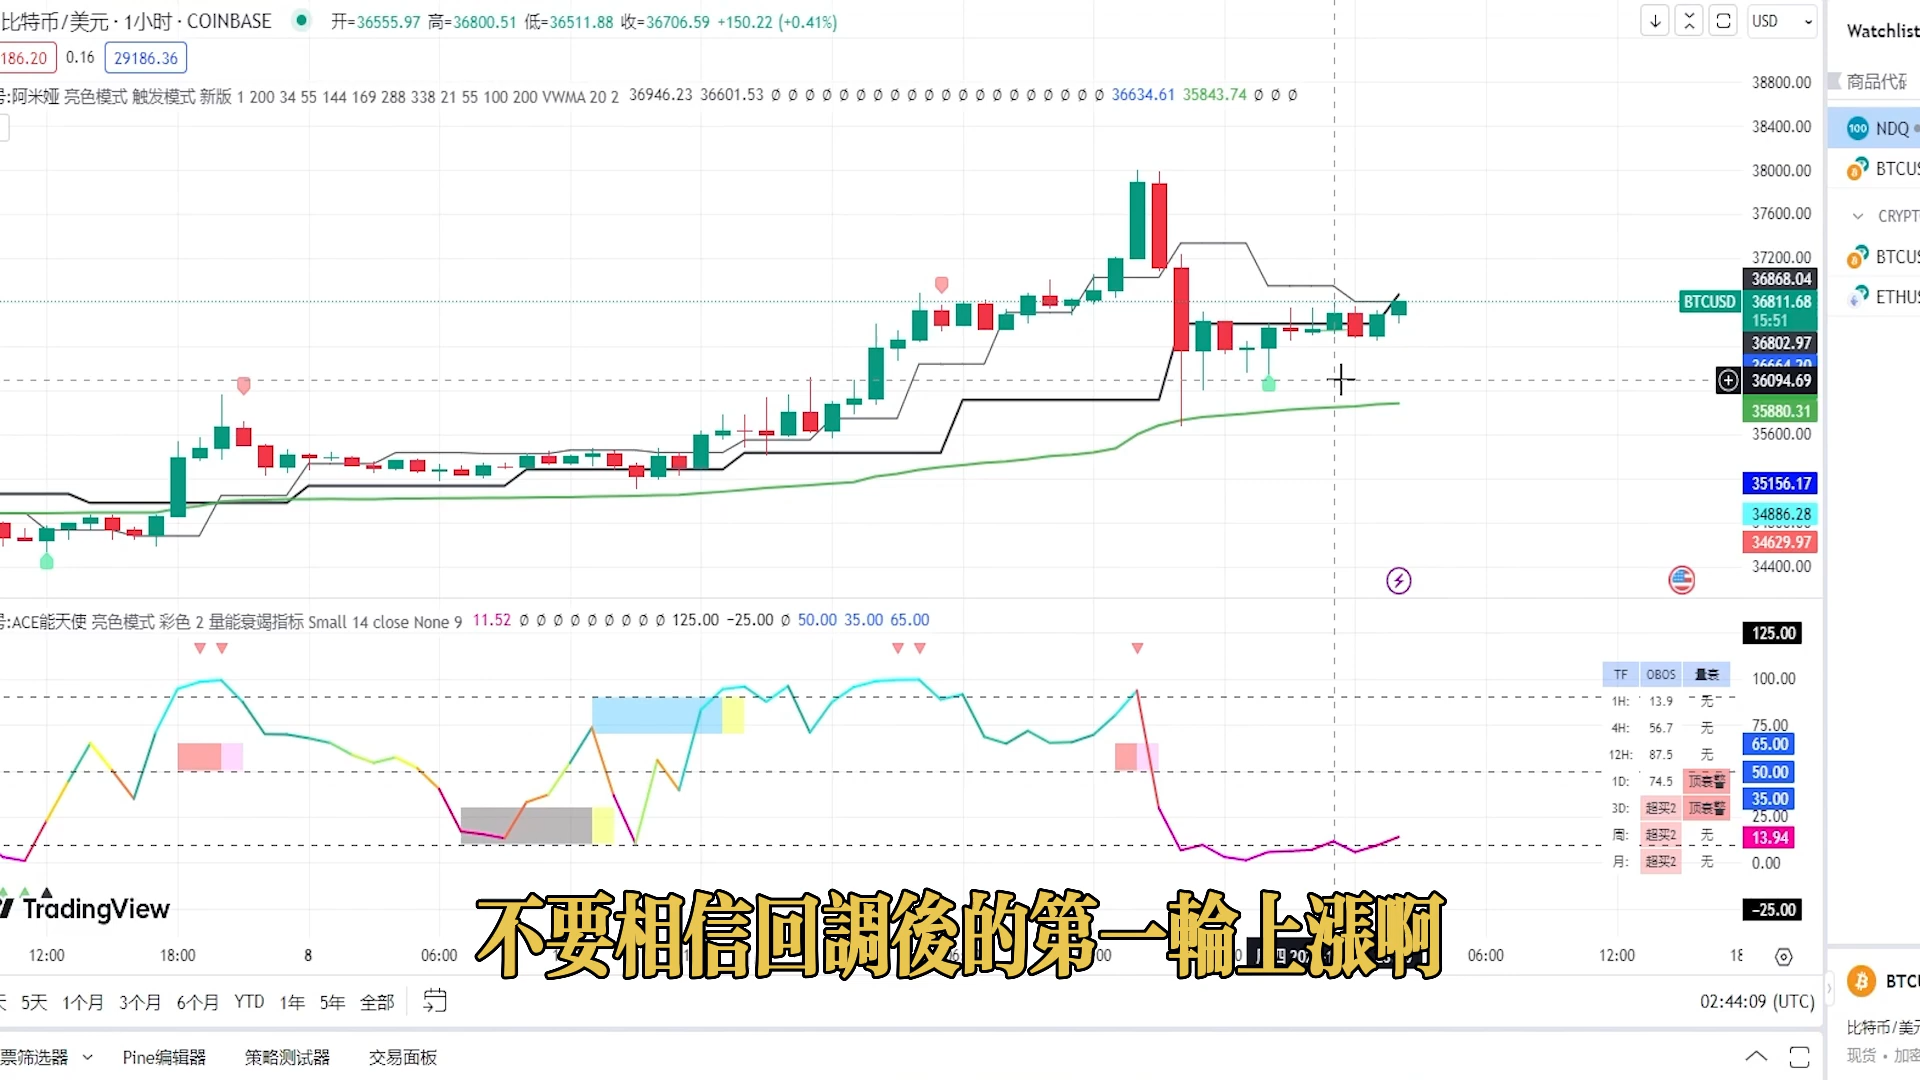 比特币/美元 · 1小时 · COINBASE 开=36555.97 高=36800.51 低=36511.88 收=36706.59 +150.22 (+0.41%)
USD
Watchlist
186.20 0.16 29186.36
号:阿米娅 亮色模式 触发模式 新版 1 200 34 55 144 169 288 338 21 55 100 200 VWMA 20 2 36946.23 36601.53 ∅ ∅ ∅ ∅ ∅ ∅ ∅ ∅ ∅ ∅ ∅ ∅ ∅ ∅ ∅ ∅ ∅ ∅ ∅ ∅ 36634.61 35843.74 ∅ ∅ ∅
38800.00
商品代码
38400.00
100 NDQ
38000.00
BTCUS
37600.00
CRYPT
37200.00
BTCUS
36868.04
ETHUS
BTCUSD 36811.68
15:51
36802.97
36664.20
36094.69
35880.31
35600.00
35156.17
34886.28
34629.97
34400.00
号:ACE能天使 亮色模式 彩色 2 量能衰竭指标 Small 14 close None 9 11.52 ∅ ∅ ∅ ∅ ∅ ∅ ∅ ∅ ∅ 125.00 −25.00 ∅ 50.00 35.00 65.00
125.00
TF OBOS 量衰
100.00
1H: 13.9 无
4H: 56.7 无
75.00
65.00
12H: 87.5 无
50.00
1D: 74.5 顶衰警
35.00
3D: 超买2 顶衰警
25.00
周: 超买2 无
13.94
月: 超买2 无
0.00
−25.00
TradingView
不要相信回調後的第一輪上漲啊
12:00 18:00 8 06:00 06:00 12:00 18
5天 1个月 3个月 6个月 YTD 1年 5年 全部
02:44:09 (UTC)
BTCU
比特币/美元
现货 • 加密
票筛选器 Pine编辑器 策略测试器 交易面板